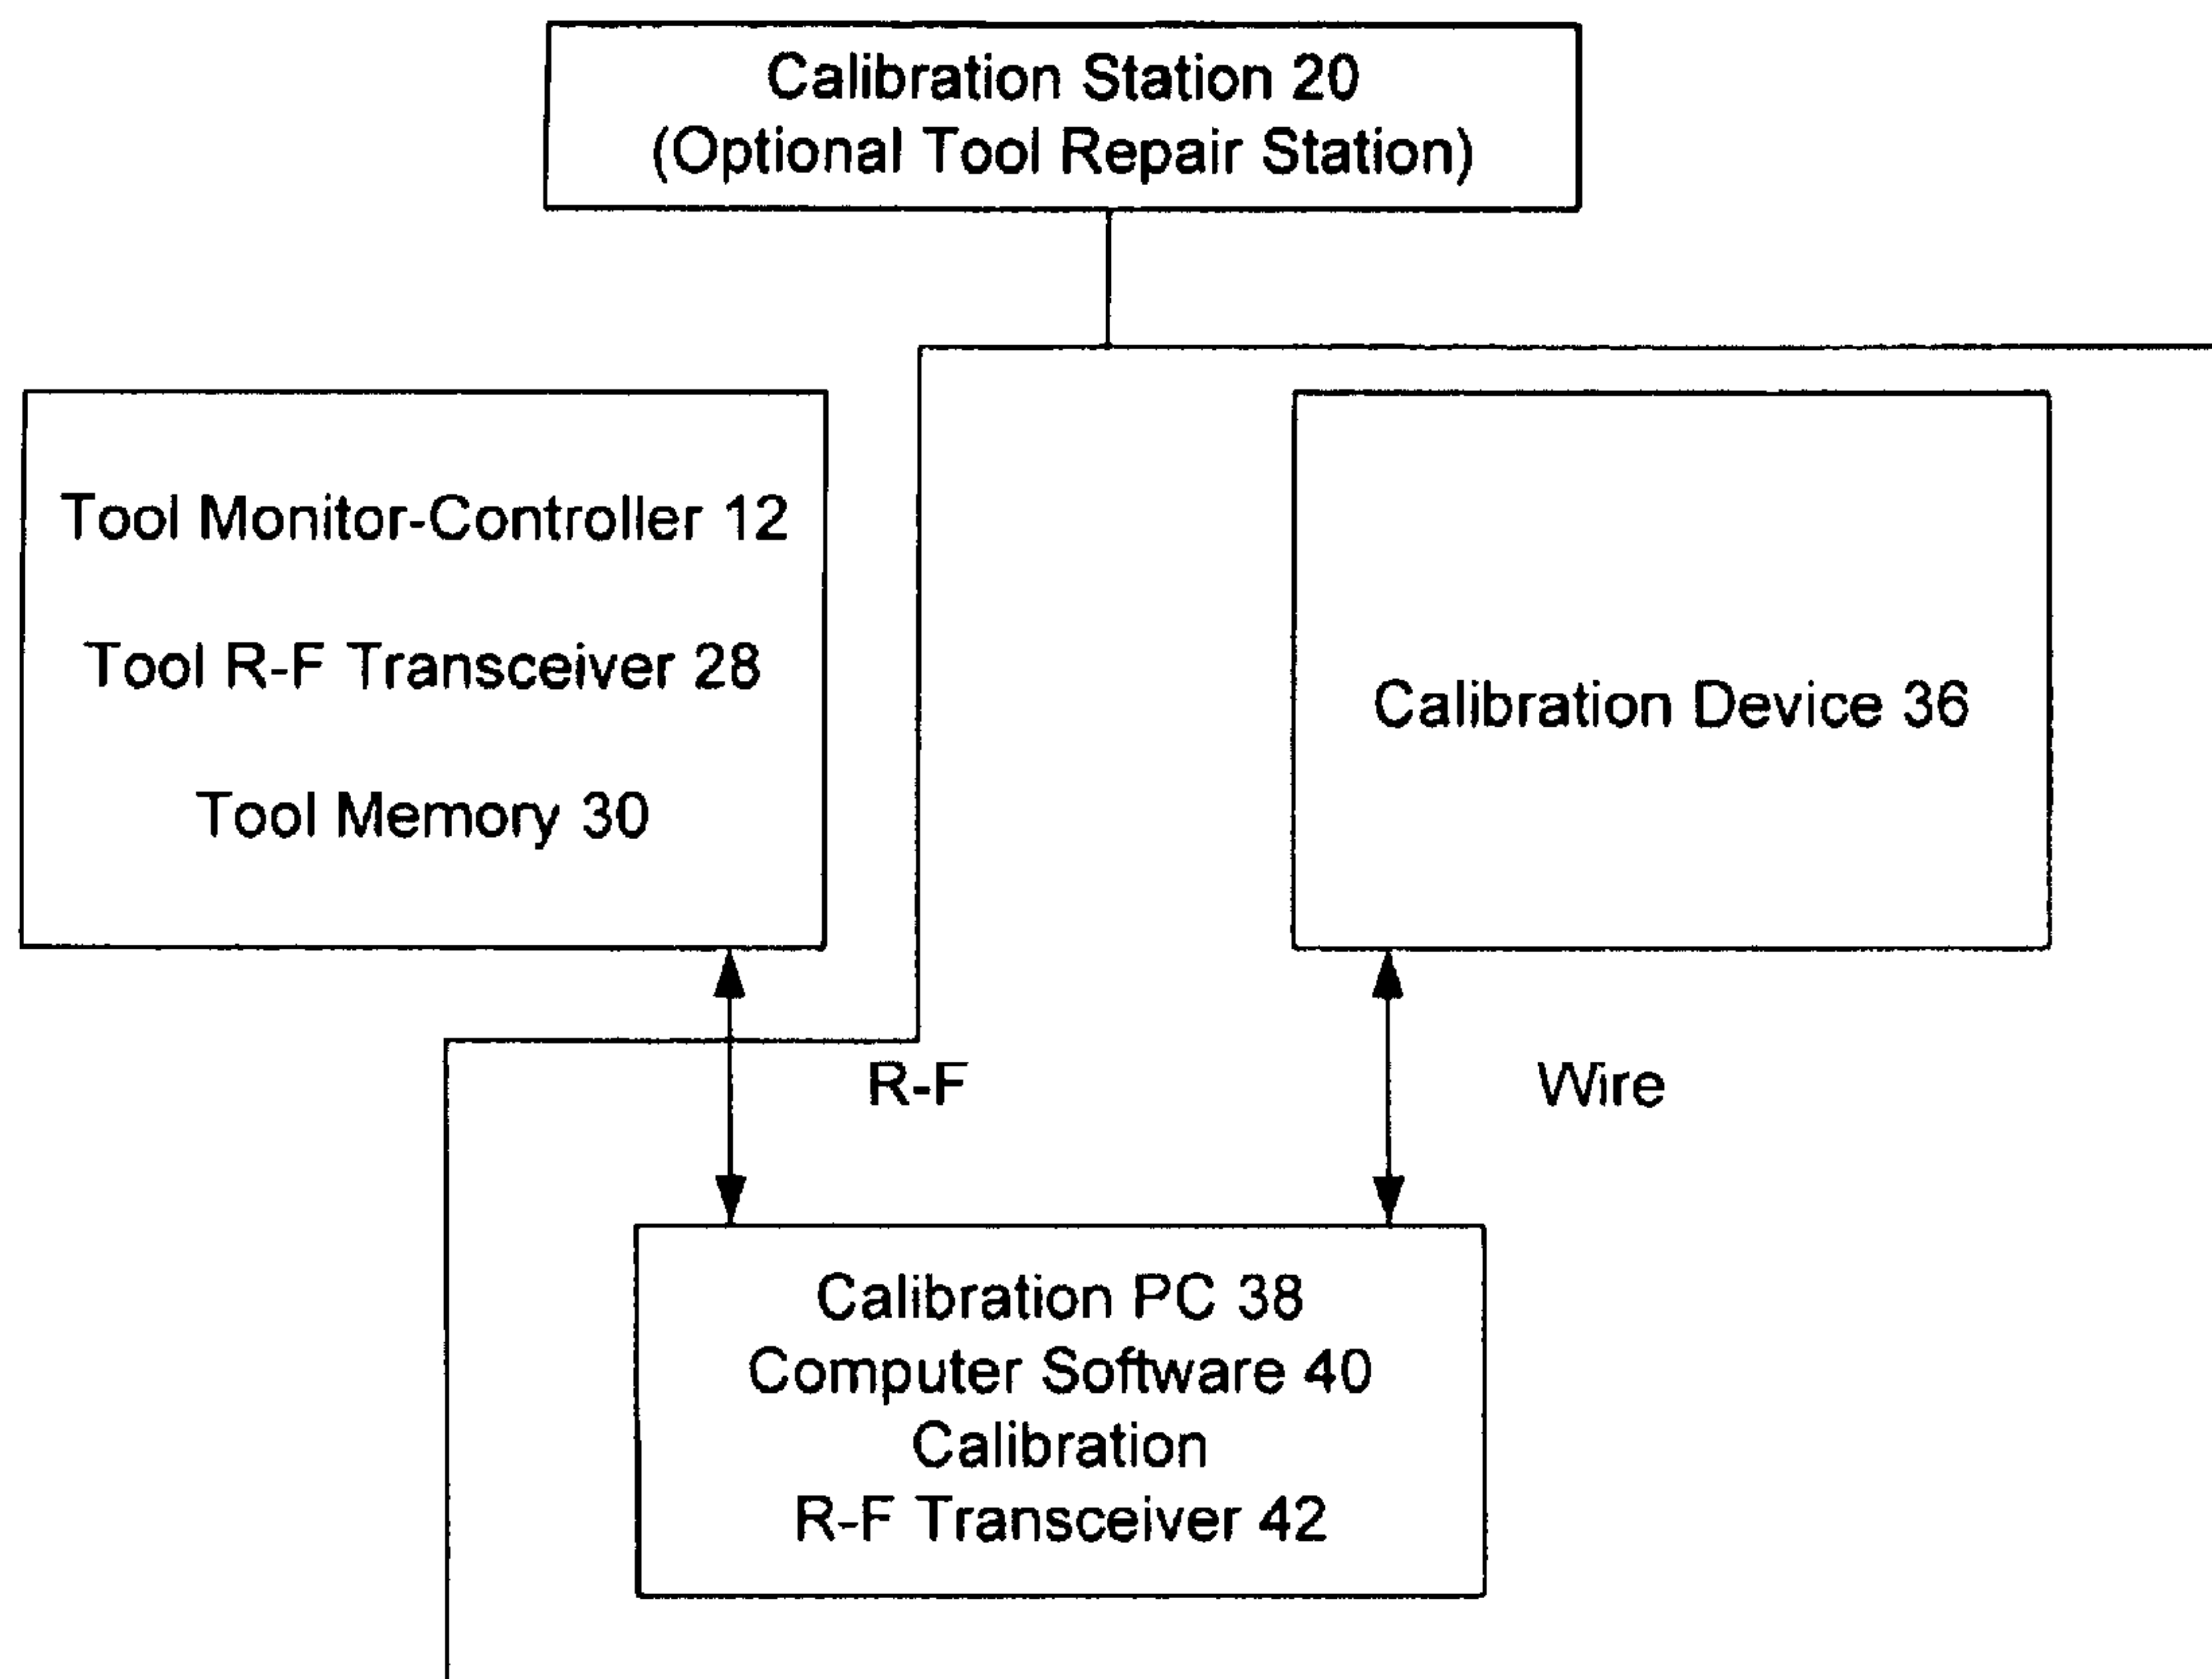 Calibration Station 20
(Optional Tool Repair Station)
Tool Monitor-Controller 12
Tool R-F Transceiver 28
Tool Memory 30
Calibration Device 36
R-F
Wire
Calibration PC 38
Computer Software 40
Calibration
R-F Transceiver 42